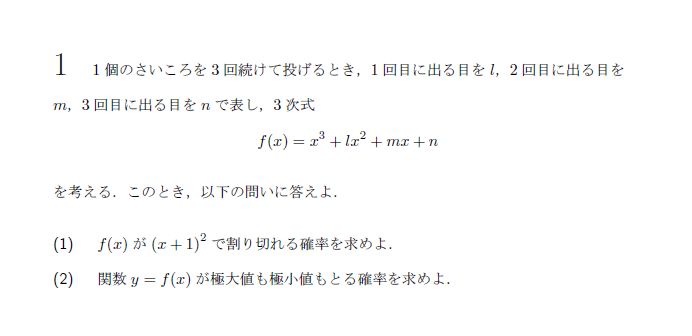 1 1個のさいころを3回続けて投げるとき，1回目に出る目を l，2回目に出る目を
m，3回目に出る目を n で表し，3次式
f(x) = x³ + lx² + mx + n
を考える．このとき，以下の問いに答えよ．
(1) f(x) が (x + 1)² で割り切れる確率を求めよ．
(2) 関数 y = f(x) が極大値も極小値もとる確率を求めよ．